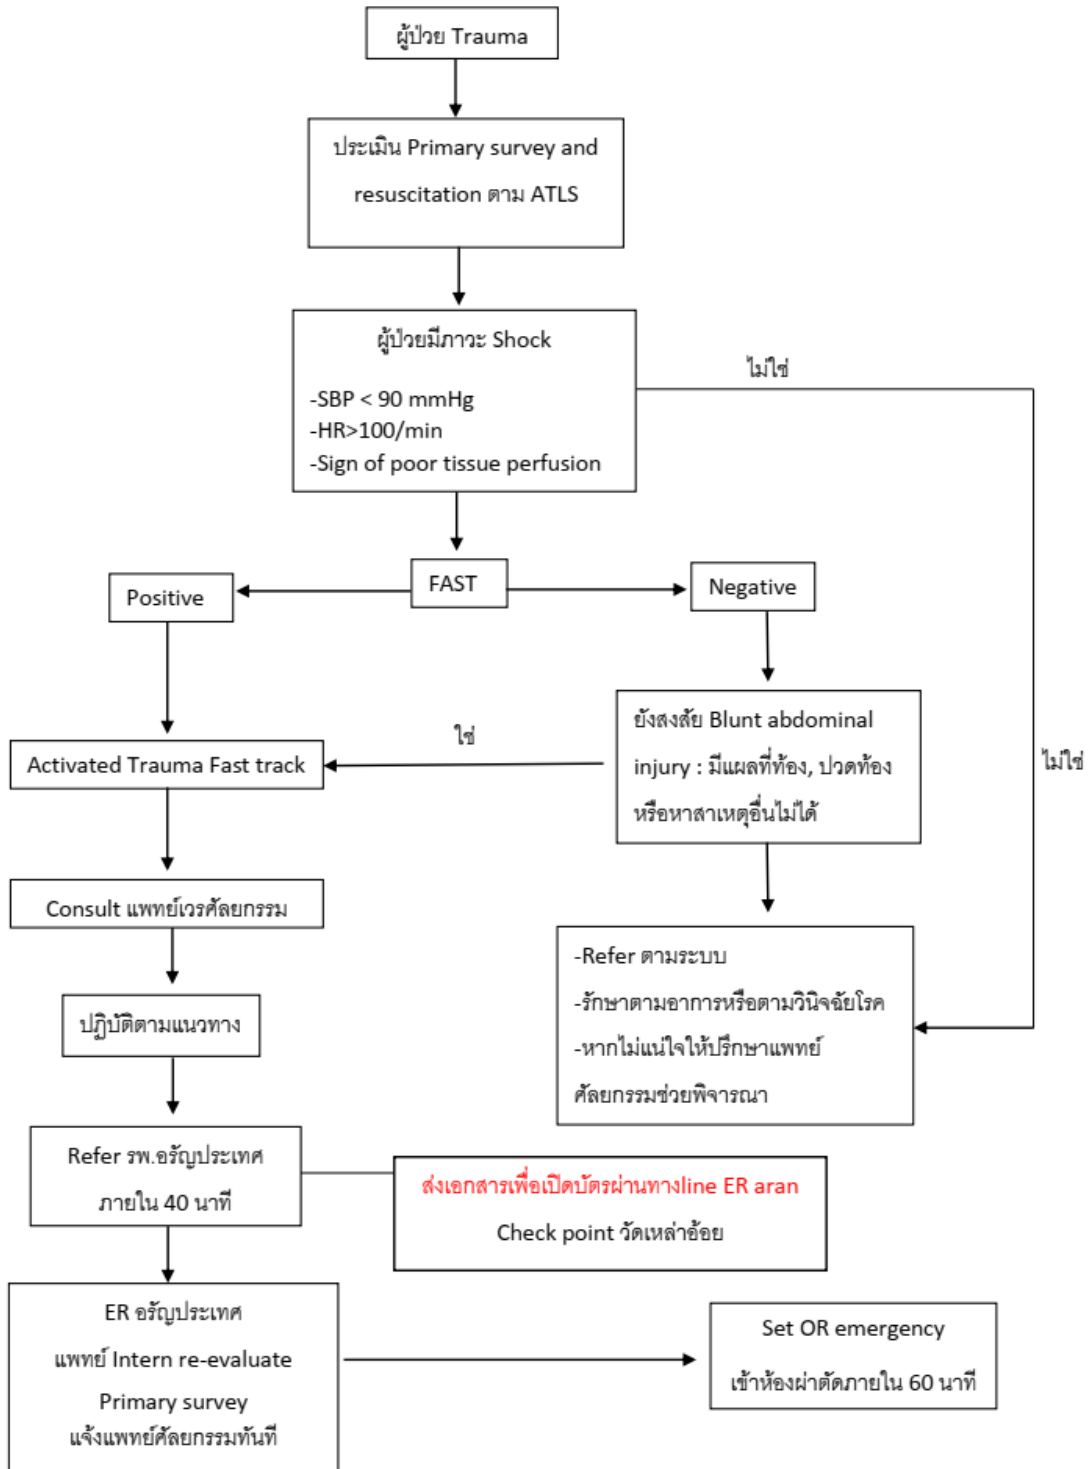 ผู้ป่วย Trauma
ประเมิน Primary survey and
resuscitation ตาม ATLS
ผู้ป่วยมีภาวะ Shock
-SBP < 90 mmHg
-HR>100/min
-Sign of poor tissue perfusion
ไม่ใช่
FAST
Positive
Negative
ยังสงสัย Blunt abdominal
injury : มีแผลที่ท้อง, ปวดท้อง
หรือหาสาเหตุอื่นไม่ได้
ใช่
ไม่ใช่
Activated Trauma Fast track
Consult แพทย์เวรศัลยกรรม
-Refer ตามระบบ
-รักษาตามอาการหรือตามวินิจฉัยโรค
-หากไม่แน่ใจให้ปรึกษาแพทย์
ศัลยกรรมช่วยพิจารณา
ปฏิบัติตามแนวทาง
Refer รพ.อรัญประเทศ
ภายใน 40 นาที
ส่งเอกสารเพื่อเปิดบัตรผ่านทางline ER aran
Check point วัดเหล่าอ้อย
ER อรัญประเทศ
แพทย์ Intern re-evaluate
Primary survey
แจ้งแพทย์ศัลยกรรมทันที
Set OR emergency
เข้าห้องผ่าตัดภายใน 60 นาที